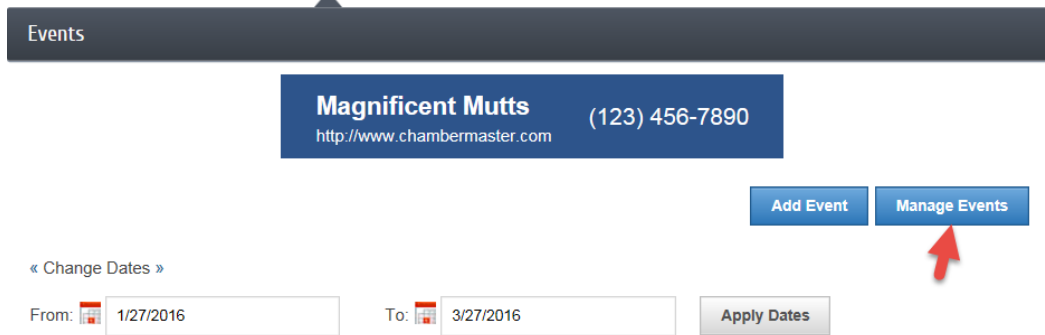 Events
Magnificent Mutts
http://www.chambermaster.com
(123) 456-7890
Add Event
Manage Events
« Change Dates »
From: 1/27/2016 To: 3/27/2016 Apply Dates